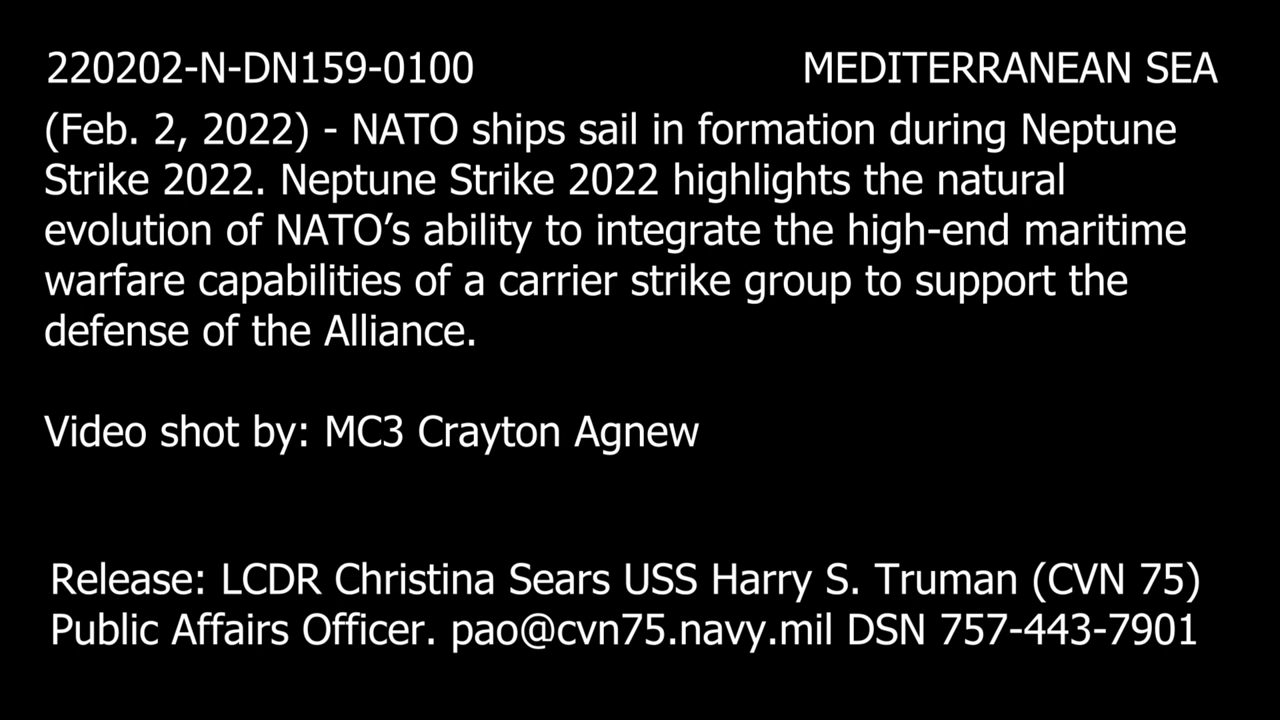 220202-N-DN159-0100 MEDITERRANEAN SEA
(Feb. 2, 2022) - NATO ships sail in formation during Neptune
Strike 2022. Neptune Strike 2022 highlights the natural
evolution of NATO’s ability to integrate the high-end maritime
warfare capabilities of a carrier strike group to support the
defense of the Alliance.
Video shot by: MC3 Crayton Agnew
Release: LCDR Christina Sears USS Harry S. Truman (CVN 75)
Public Affairs Officer. pao@cvn75.navy.mil DSN 757-443-7901